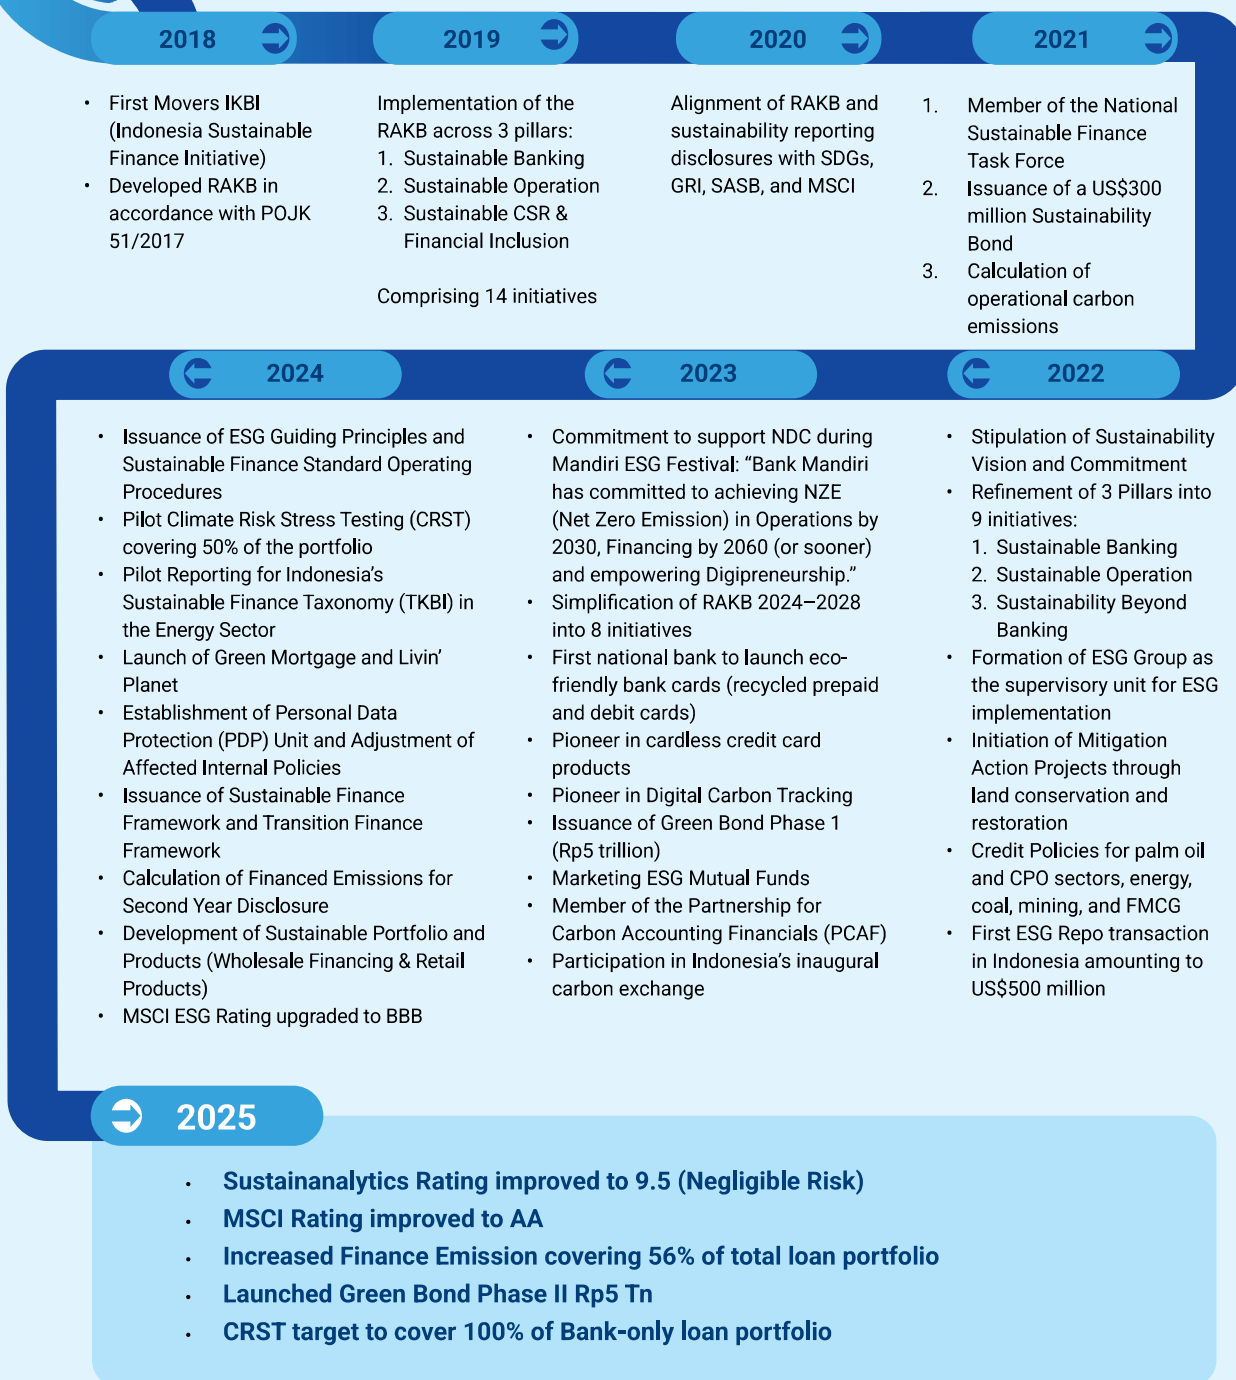 2018
• First Movers IKBI
(Indonesia Sustainable
Finance Initiative)
• Developed RAKB in
accordance with POJK
51/2017
2019
Implementation of the
RAKB across 3 pillars:
1. Sustainable Banking
2. Sustainable Operation
3. Sustainable CSR &
Financial Inclusion
Comprising 14 initiatives
2020
Alignment of RAKB and
sustainability reporting
disclosures with SDGs,
GRI, SASB, and MSCI
2021
1. Member of the National
Sustainable Finance
Task Force
2. Issuance of a US$300
million Sustainability
Bond
3. Calculation of
operational carbon
emissions
2022
• Stipulation of Sustainability
Vision and Commitment
• Refinement of 3 Pillars into
9 initiatives:
1. Sustainable Banking
2. Sustainable Operation
3. Sustainability Beyond
Banking
• Formation of ESG Group as
the supervisory unit for ESG
implementation
• Initiation of Mitigation
Action Projects through
land conservation and
restoration
• Credit Policies for palm oil
and CPO sectors, energy,
coal, mining, and FMCG
• First ESG Repo transaction
in Indonesia amounting to
US$500 million
2023
• Commitment to support NDC during
Mandiri ESG Festival: “Bank Mandiri
has committed to achieving NZE
(Net Zero Emission) in Operations by
2030, Financing by 2060 (or sooner)
and empowering Digipreneurship.”
• Simplification of RAKB 2024–2028
into 8 initiatives
• First national bank to launch eco-
friendly bank cards (recycled prepaid
and debit cards)
• Pioneer in cardless credit card
products
• Pioneer in Digital Carbon Tracking
• Issuance of Green Bond Phase 1
(Rp5 trillion)
• Marketing ESG Mutual Funds
• Member of the Partnership for
Carbon Accounting Financials (PCAF)
• Participation in Indonesia’s inaugural
carbon exchange
2024
• Issuance of ESG Guiding Principles and
Sustainable Finance Standard Operating
Procedures
• Pilot Climate Risk Stress Testing (CRST)
covering 50% of the portfolio
• Pilot Reporting for Indonesia’s
Sustainable Finance Taxonomy (TKBI) in
the Energy Sector
• Launch of Green Mortgage and Livin’
Planet
• Establishment of Personal Data
Protection (PDP) Unit and Adjustment of
Affected Internal Policies
• Issuance of Sustainable Finance
Framework and Transition Finance
Framework
• Calculation of Financed Emissions for
Second Year Disclosure
• Development of Sustainable Portfolio and
Products (Wholesale Financing & Retail
Products)
• MSCI ESG Rating upgraded to BBB
2025
• Sustainanalytics Rating improved to 9.5 (Negligible Risk)
• MSCI Rating improved to AA
• Increased Finance Emission covering 56% of total loan portfolio
• Launched Green Bond Phase II Rp5 Tn
• CRST target to cover 100% of Bank-only loan portfolio